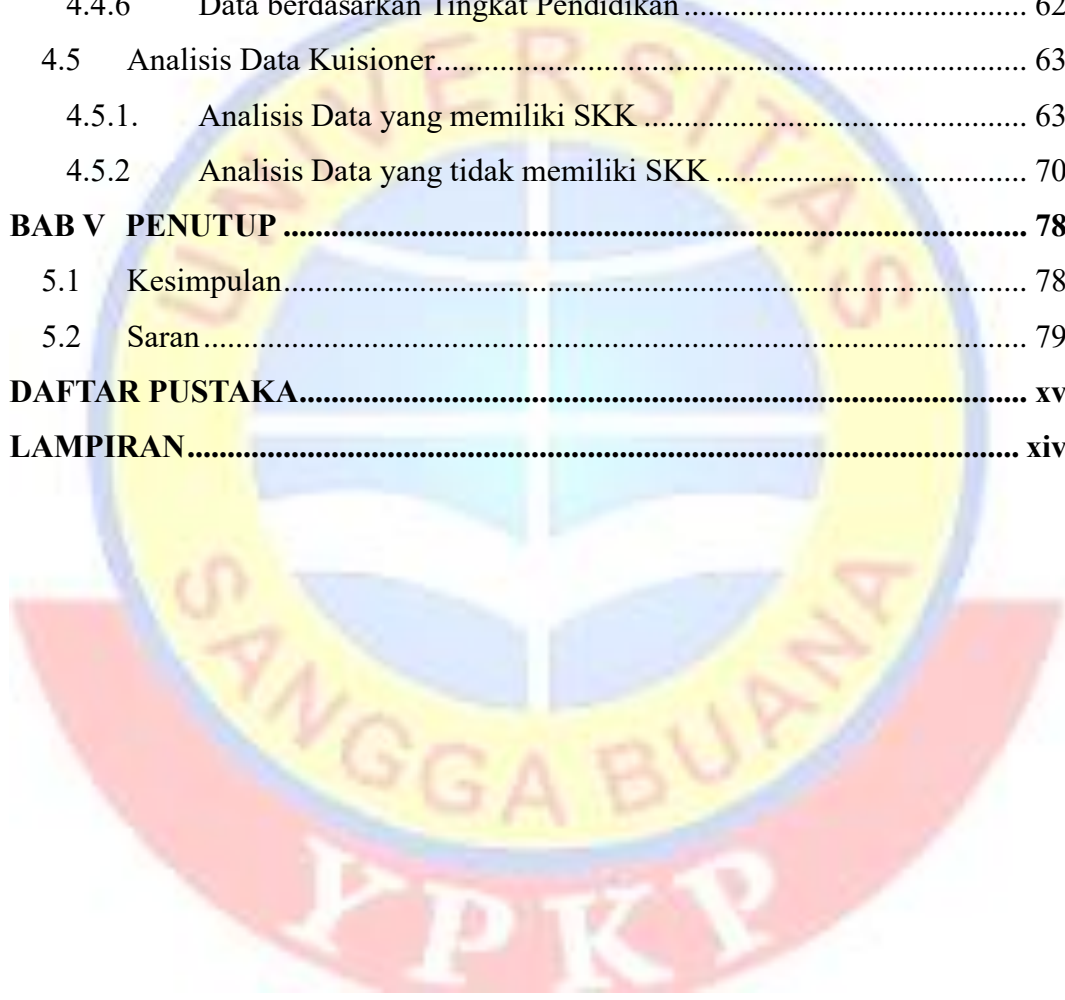 4.4.6 Data berdasarkan Tingkat Pendidikan ........................................... 62
4.5 Analisis Data Kuisioner.......................................................................... 63
4.5.1. Analisis Data yang memiliki SKK ................................................ 63
4.5.2 Analisis Data yang tidak memiliki SKK ....................................... 70
BAB V PENUTUP ............................................................................................. 78
5.1 Kesimpulan............................................................................................. 78
5.2 Saran ....................................................................................................... 79
DAFTAR PUSTAKA........................................................................................... xv
LAMPIRAN........................................................................................................ xiv
UNIVERSITAS
SANGGA BUANA
YPKP